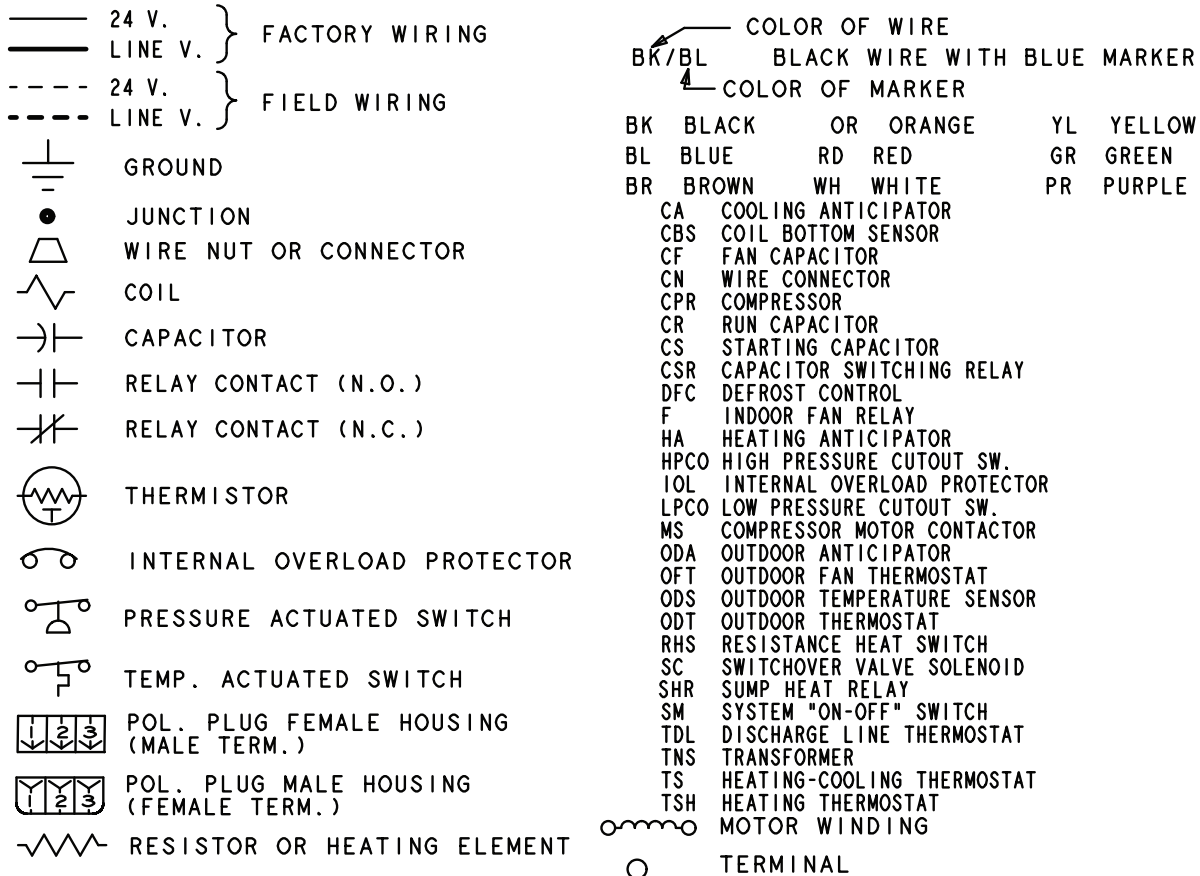 24 V.
LINE V.
FACTORY WIRING
24 V.
LINE V.
FIELD WIRING
GROUND
JUNCTION
WIRE NUT OR CONNECTOR
COIL
CAPACITOR
RELAY CONTACT (N.O.)
RELAY CONTACT (N.C.)
T
THERMISTOR
INTERNAL OVERLOAD PROTECTOR
PRESSURE ACTUATED SWITCH
TEMP. ACTUATED SWITCH
1 2 3
POL. PLUG FEMALE HOUSING
(MALE TERM.)
1 2 3
POL. PLUG MALE HOUSING
(FEMALE TERM.)
RESISTOR OR HEATING ELEMENT
COLOR OF WIRE
BK/BL BLACK WIRE WITH BLUE MARKER
COLOR OF MARKER
BK BLACK OR ORANGE YL YELLOW
BL BLUE RD RED GR GREEN
BR BROWN WH WHITE PR PURPLE
CA COOLING ANTICIPATOR
CBS COIL BOTTOM SENSOR
CF FAN CAPACITOR
CN WIRE CONNECTOR
CPR COMPRESSOR
CR RUN CAPACITOR
CS STARTING CAPACITOR
CSR CAPACITOR SWITCHING RELAY
DFC DEFROST CONTROL
F INDOOR FAN RELAY
HA HEATING ANTICIPATOR
HPCO HIGH PRESSURE CUTOUT SW.
IOL INTERNAL OVERLOAD PROTECTOR
LPCO LOW PRESSURE CUTOUT SW.
MS COMPRESSOR MOTOR CONTACTOR
ODA OUTDOOR ANTICIPATOR
OFT OUTDOOR FAN THERMOSTAT
ODS OUTDOOR TEMPERATURE SENSOR
ODT OUTDOOR THERMOSTAT
RHS RESISTANCE HEAT SWITCH
SC SWITCHOVER VALVE SOLENOID
SHR SUMP HEAT RELAY
SM SYSTEM "ON-OFF" SWITCH
TDL DISCHARGE LINE THERMOSTAT
TNS TRANSFORMER
TS HEATING-COOLING THERMOSTAT
TSH HEATING THERMOSTAT
MOTOR WINDING
TERMINAL